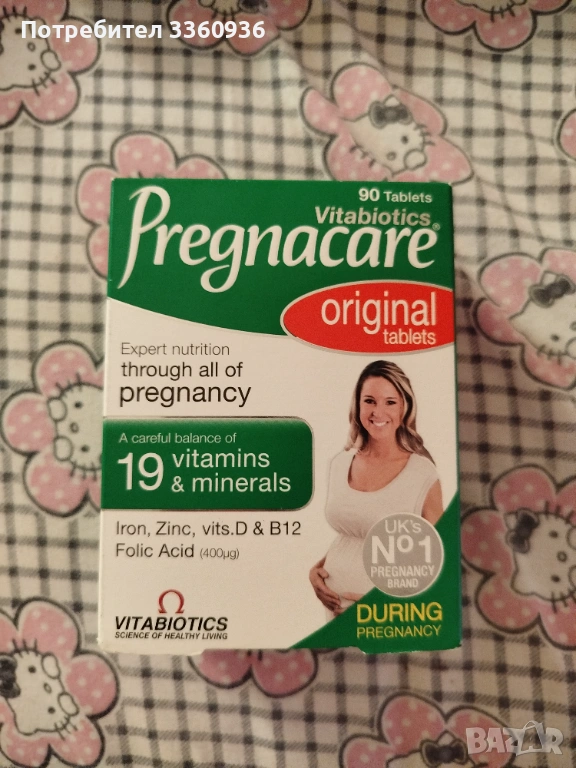 Потребител 3360936
90 Tablets
Vitabiotics
Pregnacare®
original
tablets
Expert nutrition
through all of
pregnancy
A careful balance of
19 vitamins
& minerals
Iron, Zinc, vits.D & B12
Folic Acid (400µg)
UK's
Nº1
PREGNANCY
BRAND
VITABIOTICS
SCIENCE OF HEALTHY LIVING
DURING
PREGNANCY
BAZAR